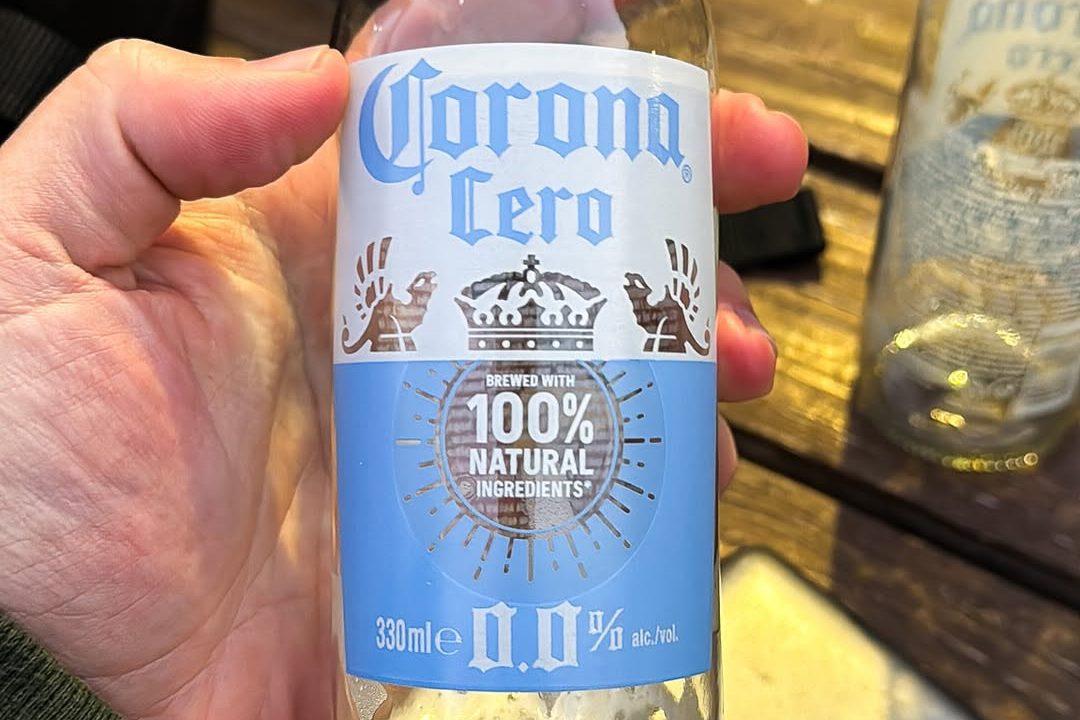 Corona®
Cero
BREWED WITH
100%
NATURAL
INGREDIENTS*
330ml℮ 0.0% alc./vol.